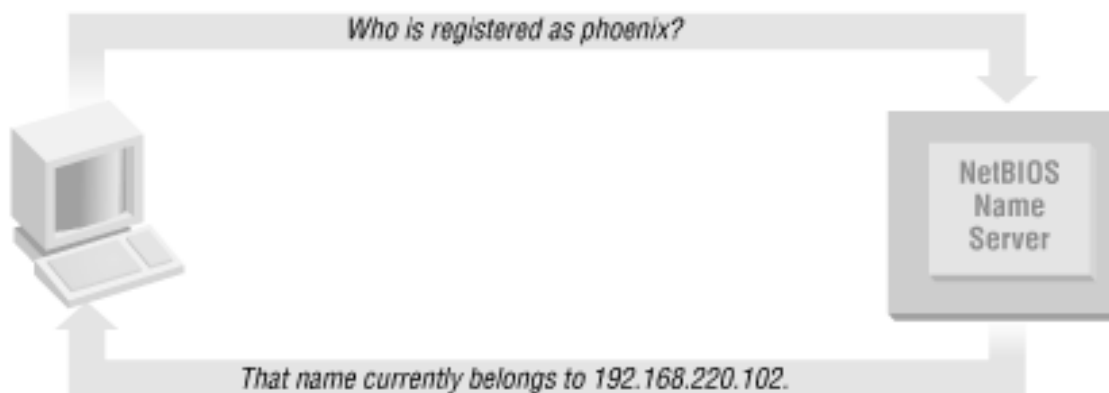 Who is registered as phoenix?
NetBIOS
Name
Server
That name currently belongs to 192.168.220.102.